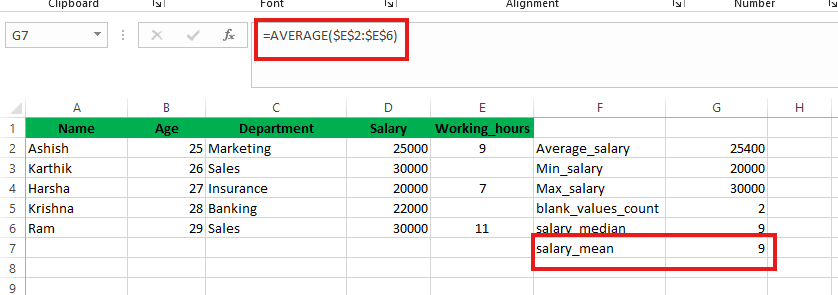 Clipboard Font Alignment Number
G7 fx =AVERAGE($E$2:$E$6)
A B C D E F G H
1 Name Age Department Salary Working_hours
2 Ashish 25 Marketing 25000 9 Average_salary 25400
3 Karthik 26 Sales 30000 Min_salary 20000
4 Harsha 27 Insurance 20000 7 Max_salary 30000
5 Krishna 28 Banking 22000 blank_values_count 2
6 Ram 29 Sales 30000 11 salary_median 9
7 salary_mean 9
8
9